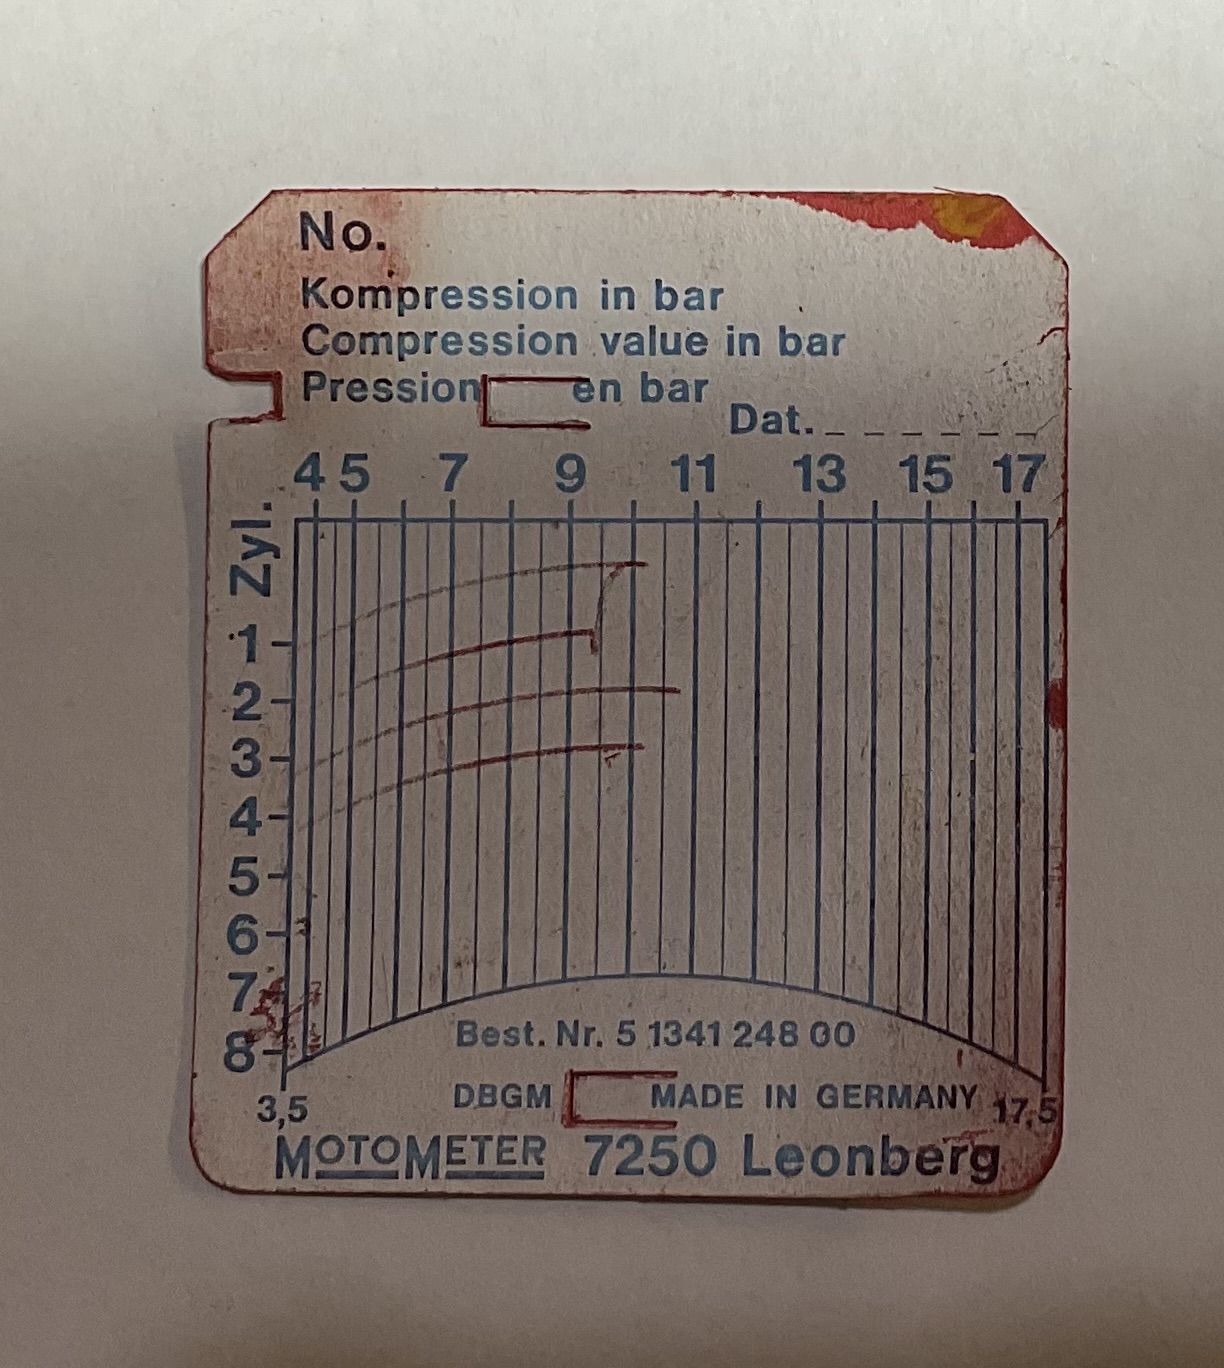 No.
Kompression in bar
Compression value in bar
Pression en bar
Dat.
4 5 7 9 11 13 15 17
Zyl.
1
2
3
4
5
6
7
8
Best. Nr. 5 1341 248 00
3,5 DBGM MADE IN GERMANY 17,5
MOTOMETER 7250 Leonberg